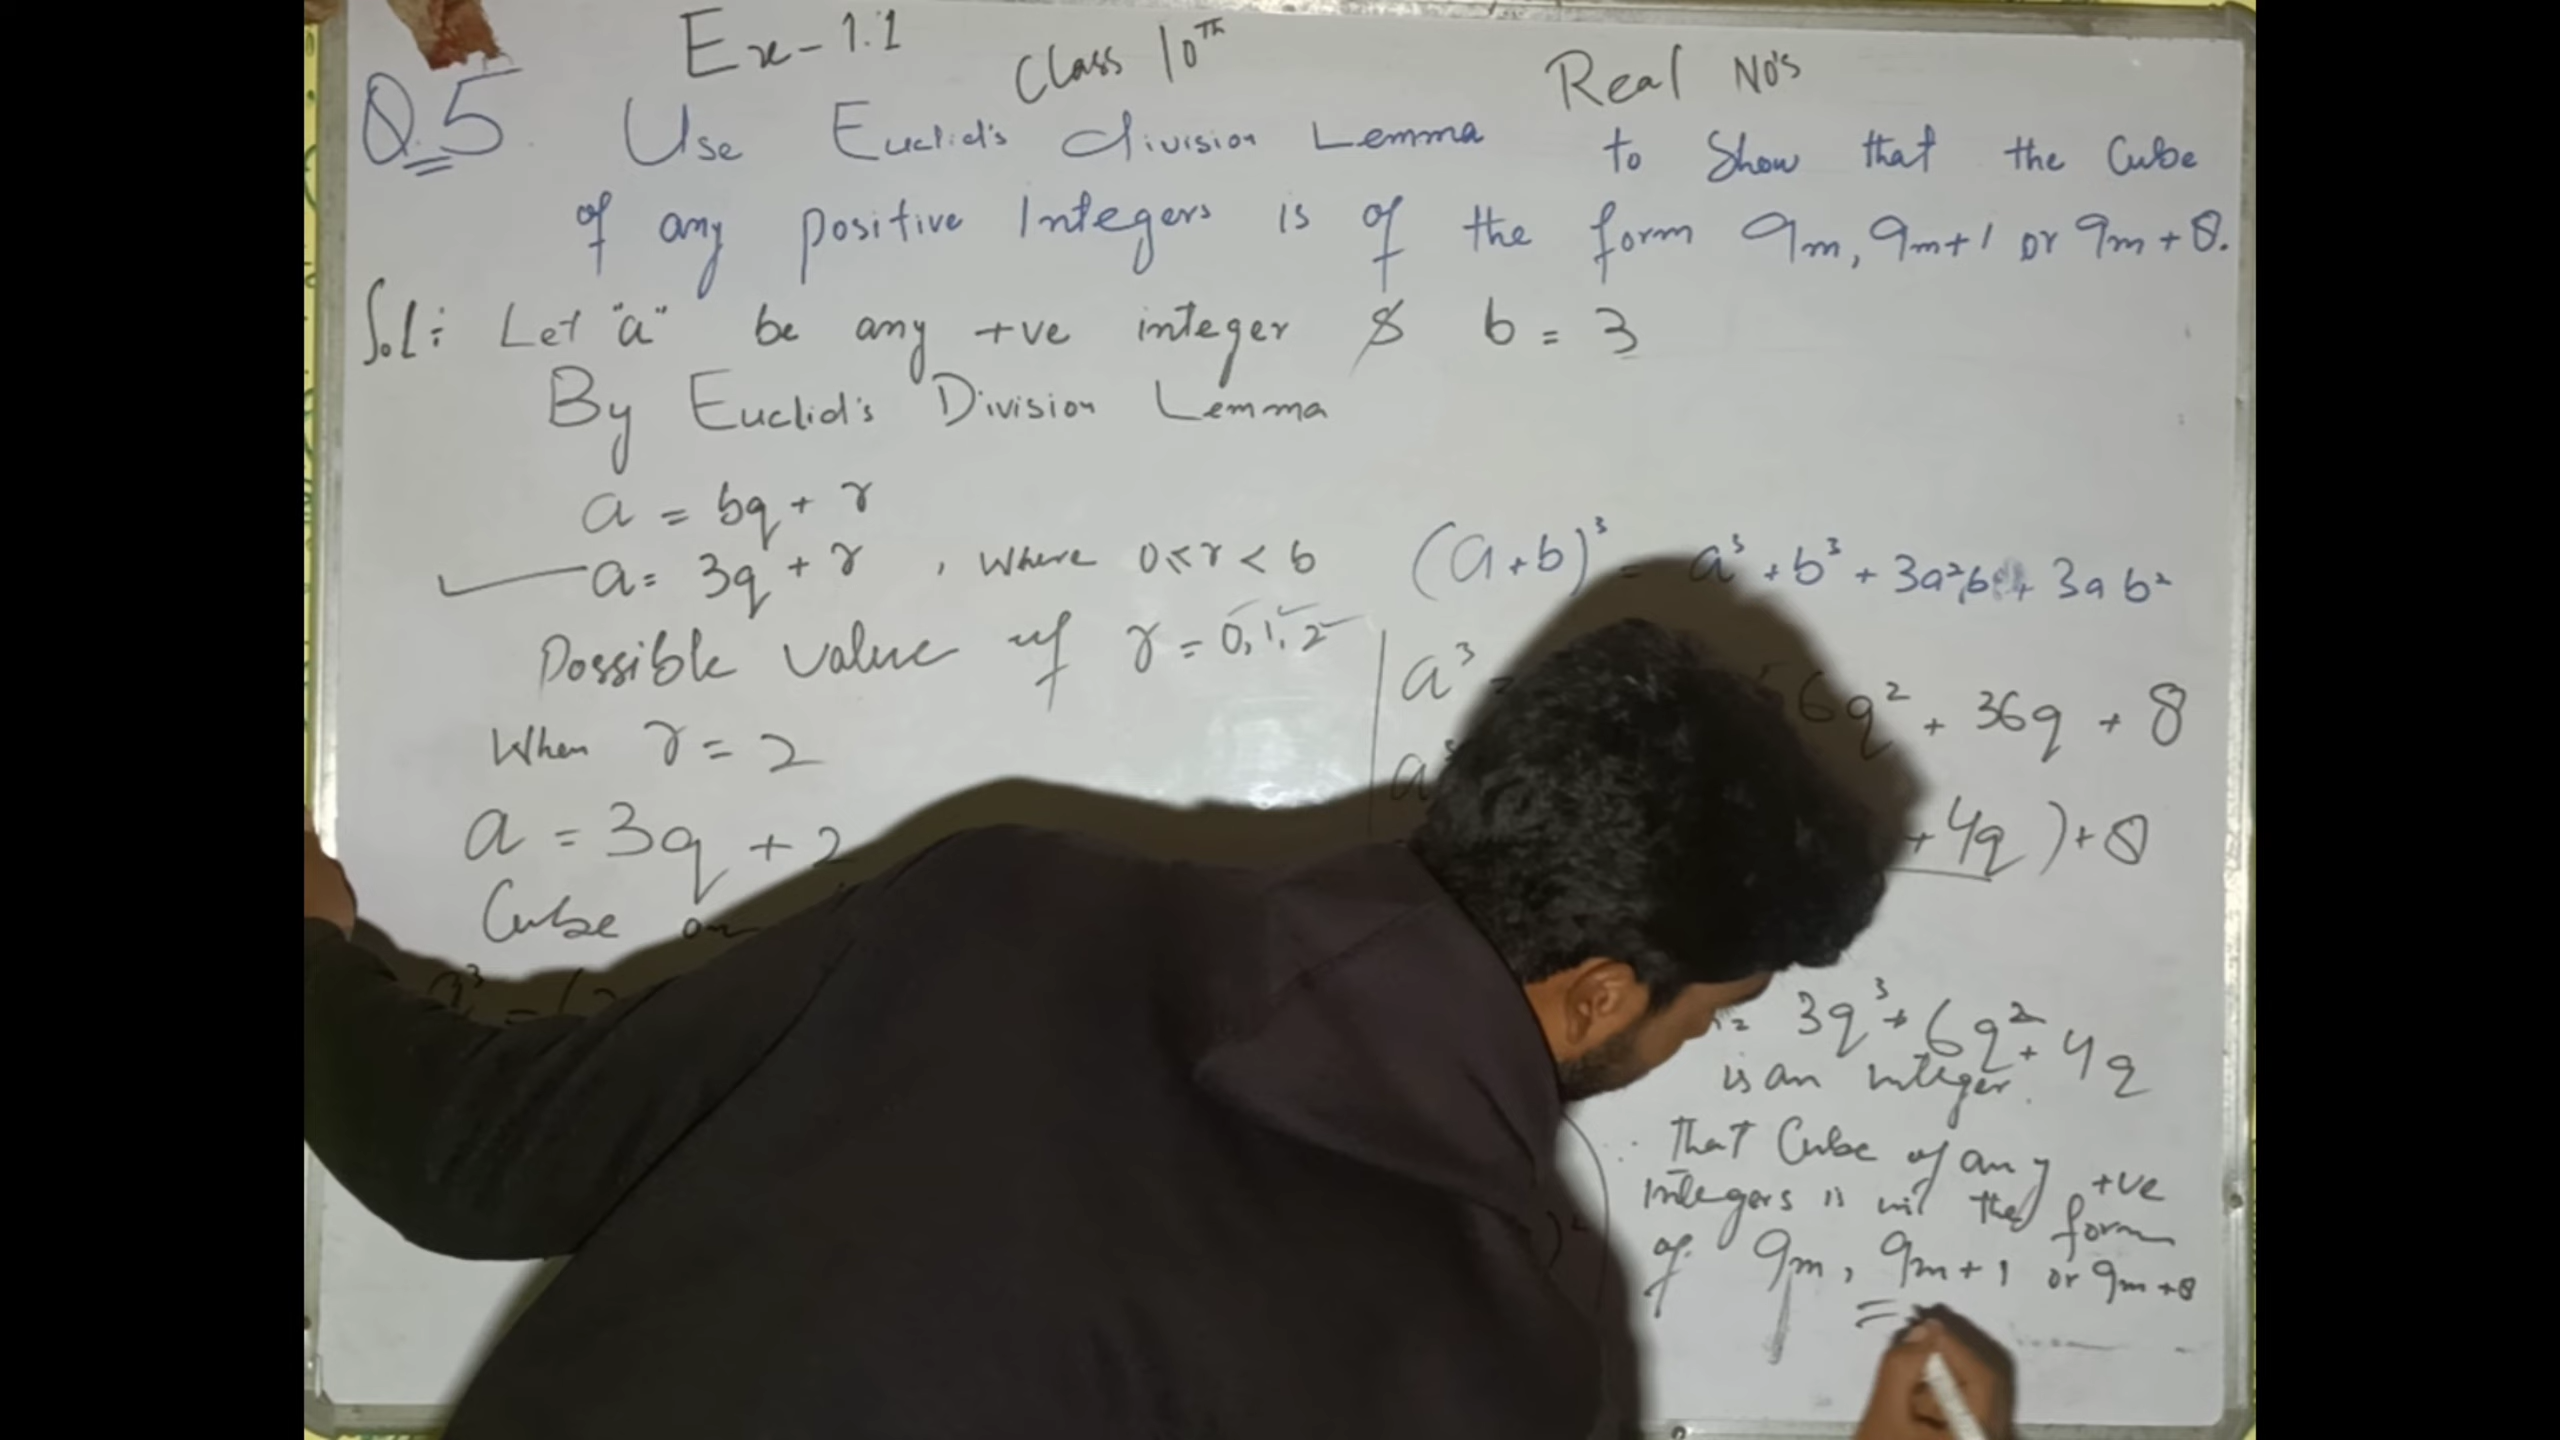 Ex-1.1 Class 10th Real No's
Q.5 Use Euclid's division Lemma to Show that the Cube
of any positive Integers is of the form 9m, 9m+1 or 9m+8.
Sol: Let "a" be any +ve integer & b = 3
By Euclid's Division Lemma
a = bq + r
a = 3q + r , where 0≤r < b
Possible value of r = 0,1,2
When r = 2
a = 3q + 2
Cube on
a³ = (
(a+b)³ = a³ + b³ + 3a²b + 3ab²
a³ = 6q² + 36q + 8
a³ + 4q ) + 8
= 3q³ + 6q² + 4q
is an integer.
∴ That Cube of any +ve
integers is the form
of 9m, 9m+1 or 9m+8